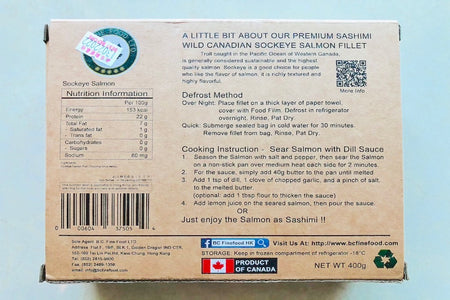 A LITTLE BIT ABOUT OUR PREMIUM SASHIMI
WILD CANADIAN SOCKEYE SALMON FILLET
Troll caught in the Pacific Ocean of Western Canada,
is generally considered sustainable and the highest
quality salmon. Sockeye is a good choice for people
who like the flavor of salmon. It is richly textured and
highly flavorful.
More Info
Sockeye Salmon
Nutrition Information
Per 100g
Energy 153 kcal
Protein 22 g
Total Fat 7 g
- Saturated fat 1 g
- Trans fat 0 g
Carbohydrates 0 g
- Sugars 0 g
Sodium 60 mg
Defrost Method
Over Night: Place fillet on a thick layer of paper towel,
cover with Food Film. Defrost in refrigerator
overnight, Rinse, Pat Dry.
Quick: Submerge sealed bag in cold water for 30 minutes.
Remove fillet from bag, Rinse, Pat Dry.
Cooking Instruction - Sear Salmon with Dill Sauce
1. Season the Salmon with salt and pepper, then sear the Salmon
on a non-stick pan over medium heat each side for 2 minutes.
2. For the sauce, simply add 40g butter to the pan until melted
3. Add 1 tsp of dill, 1 clove of chopped garlic, and a pinch of salt,
to the melted butter
(optional: add 1 tbsp flour to thicken the sauce)
4. Add lemon juice on the seared salmon, then pour the sauce.
OR
Just enjoy the Salmon as Sashimi !!
0 00604 37505
Sole Agent: B.C. Fine Food LTD.
Kwai Chung, Hong Kong
Email: info@bcfinefood.com
BC Finefood HK
Visit Us At: http://www.bcfinefood.com
STORAGE: Keep in frozen compartment of refrigerator -18°C
PRODUCT
OF CANADA
NET WT. 400g